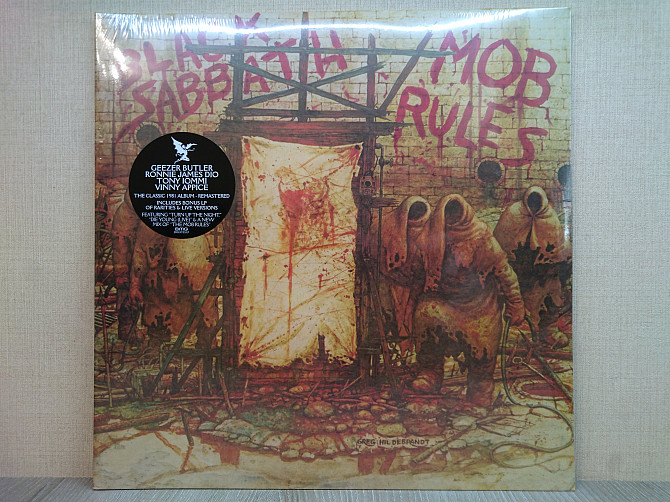 BLACK
SABBATH
MOB
RULES
GEEZER BUTLER
RONNIE JAMES DIO
TONY IOMMI
VINNY APPICE
THE CLASSIC 1981 ALBUM - REMASTERED
INCLUDES BONUS LP
OF RARITIES & LIVE VERSIONS
FEATURING "TURN UP THE NIGHT,"
"DIE YOUNG (LIVE)" & A NEW
MIX OF "THE MOB RULES"
BMG
GREG HILDEBRANDT